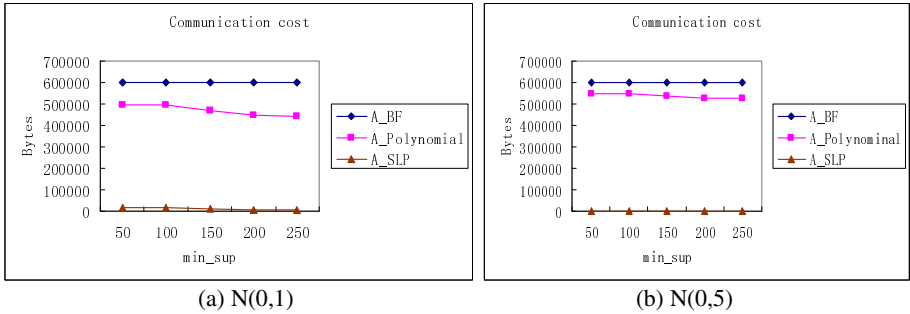 Communication cost
700000
600000
500000
400000
300000
200000
100000
0
Bytes
50 100 150 200 250
min_sup
A_BF
A_Polynomial
A_SLP
(a) N(0,1)
Communication cost
700000
600000
500000
400000
300000
200000
100000
0
Bytes
50 100 150 200 250
min_sup
A_BF
A_Polynominal
A_SLP
(b) N(0,5)